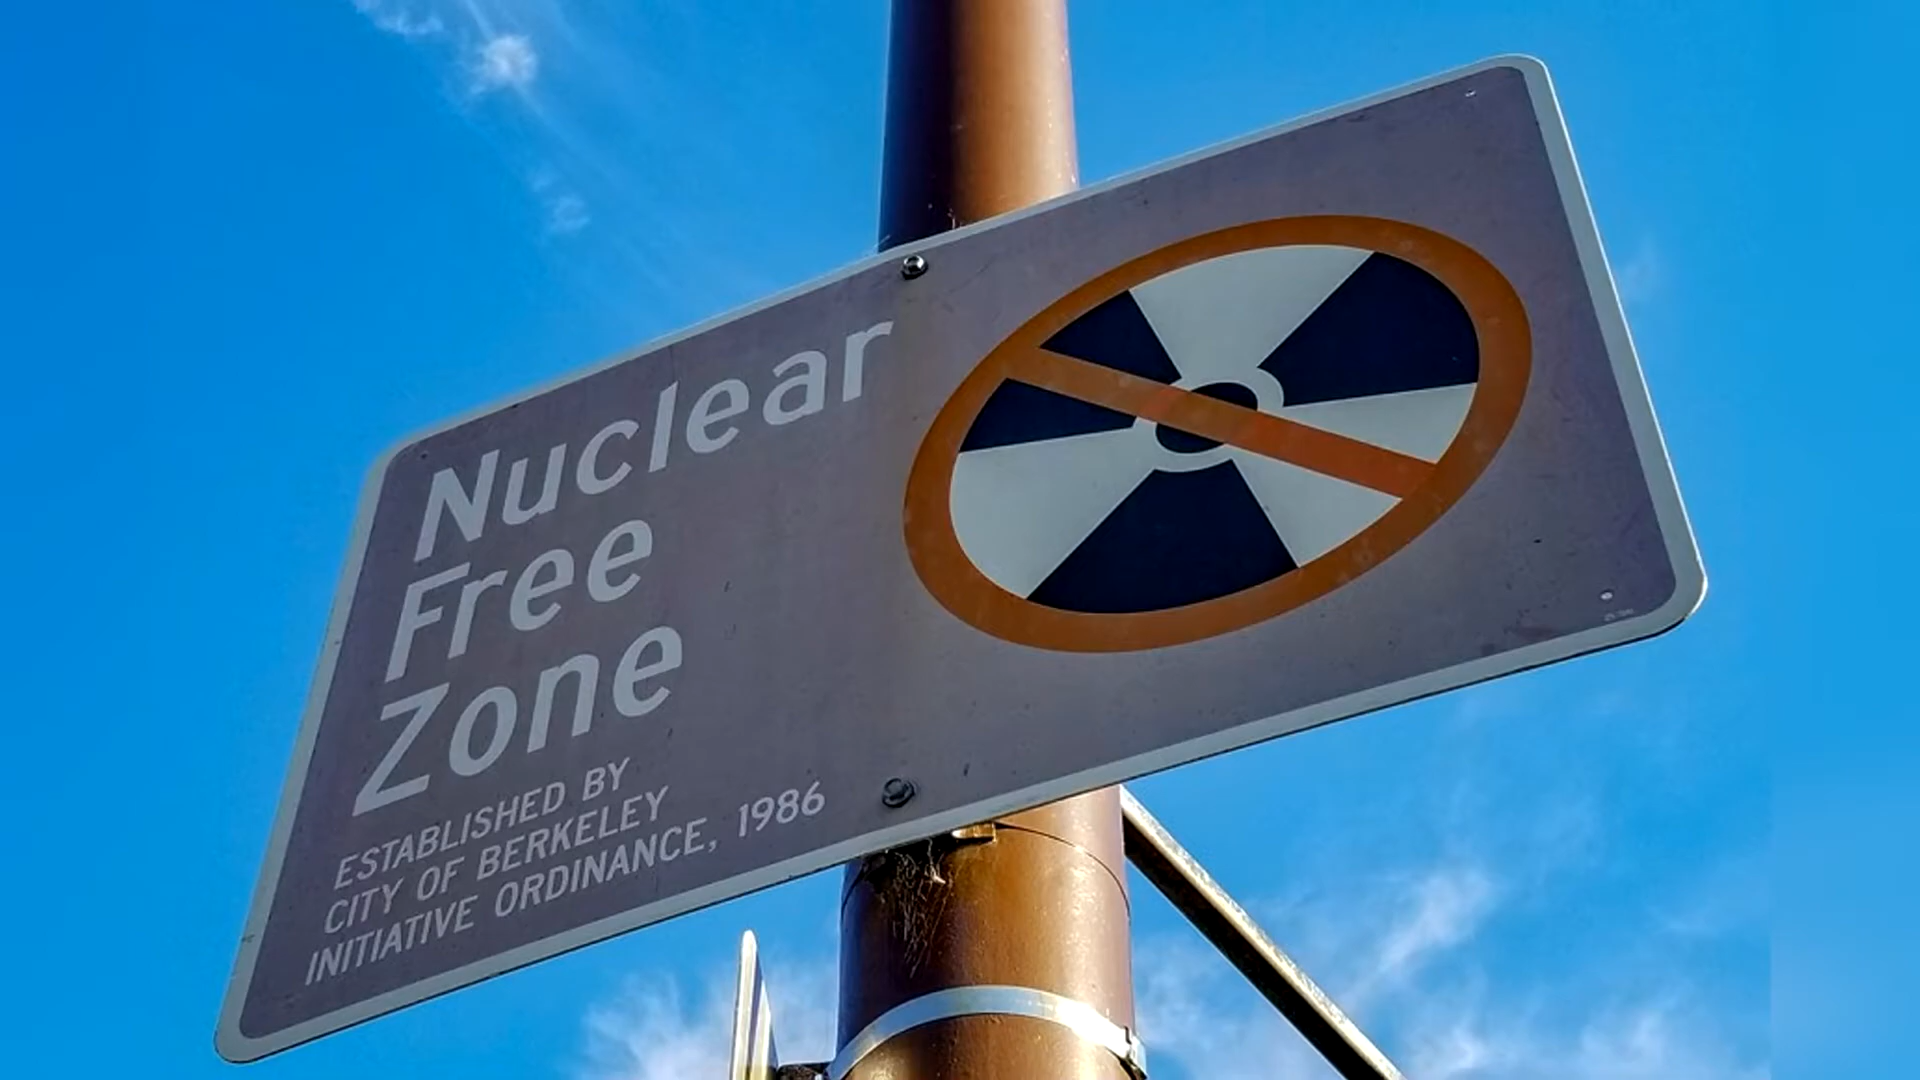 Nuclear
Free
Zone
ESTABLISHED BY
CITY OF BERKELEY
INITIATIVE ORDINANCE, 1986